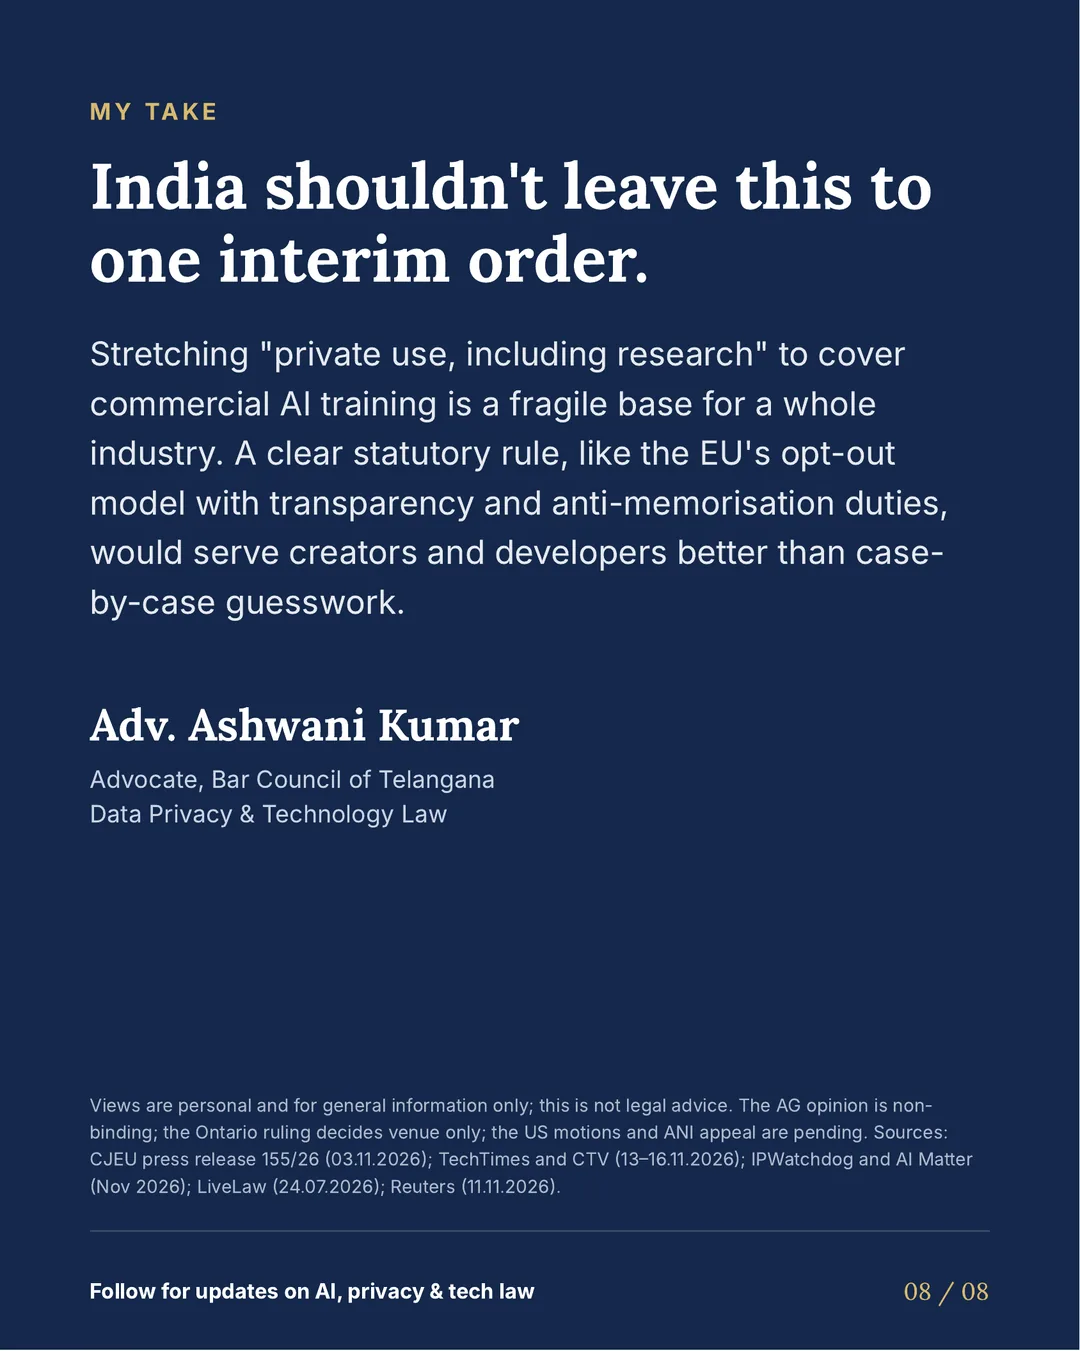 MY TAKE
India shouldn't leave this to
one interim order.
Stretching "private use, including research" to cover
commercial AI training is a fragile base for a whole
industry. A clear statutory rule, like the EU's opt-out
model with transparency and anti-memorisation duties,
would serve creators and developers better than case-
by-case guesswork.
Adv. Ashwani Kumar
Advocate, Bar Council of Telangana
Data Privacy & Technology Law
Views are personal and for general information only; this is not legal advice. The AG opinion is non-
binding; the Ontario ruling decides venue only; the US motions and ANI appeal are pending. Sources:
CJEU press release 155/26 (03.11.2026); TechTimes and CTV (13–16.11.2026); IPWatchdog and AI Matter
(Nov 2026); LiveLaw (24.07.2026); Reuters (11.11.2026).
Follow for updates on AI, privacy & tech law
08 / 08